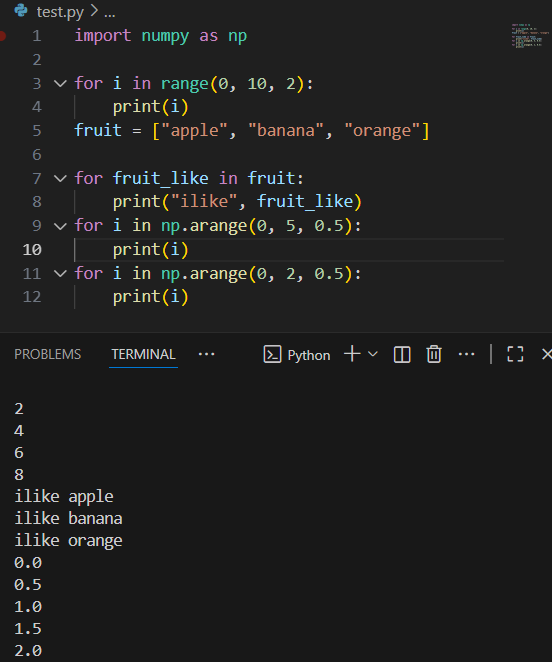 test.py > ...
1 import numpy as np
2
3 for i in range(0, 10, 2):
4     print(i)
5 fruit = ["apple", "banana", "orange"]
6
7 for fruit_like in fruit:
8     print("ilike", fruit_like)
9 for i in np.arange(0, 5, 0.5):
10     print(i)
11 for i in np.arange(0, 2, 0.5):
12     print(i)
PROBLEMS TERMINAL ... Python
2
4
6
8
ilike apple
ilike banana
ilike orange
0.0
0.5
1.0
1.5
2.0